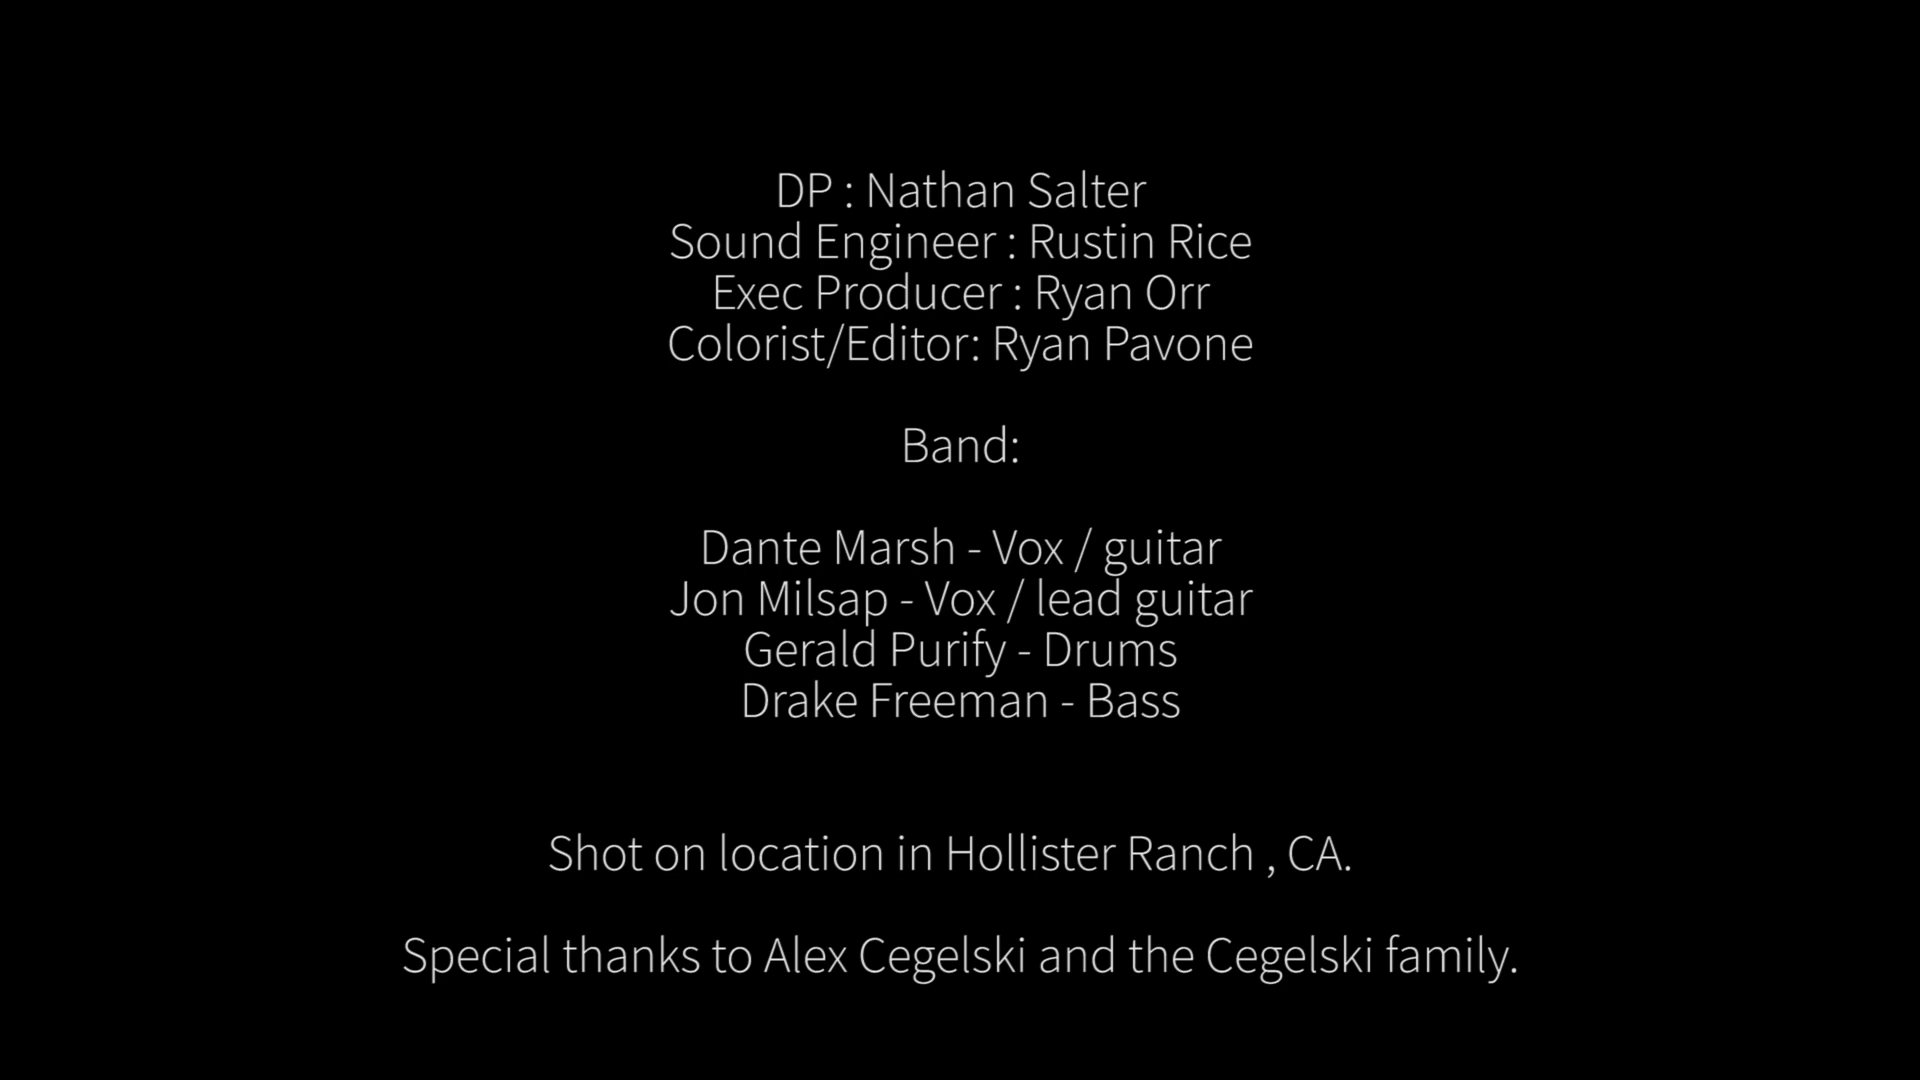 DP : Nathan Salter
Sound Engineer : Rustin Rice
Exec Producer : Ryan Orr
Colorist/Editor: Ryan Pavone
Band:
Dante Marsh - Vox / guitar
Jon Milsap - Vox / lead guitar
Gerald Purify - Drums
Drake Freeman - Bass
Shot on location in Hollister Ranch , CA.
Special thanks to Alex Cegelski and the Cegelski family.